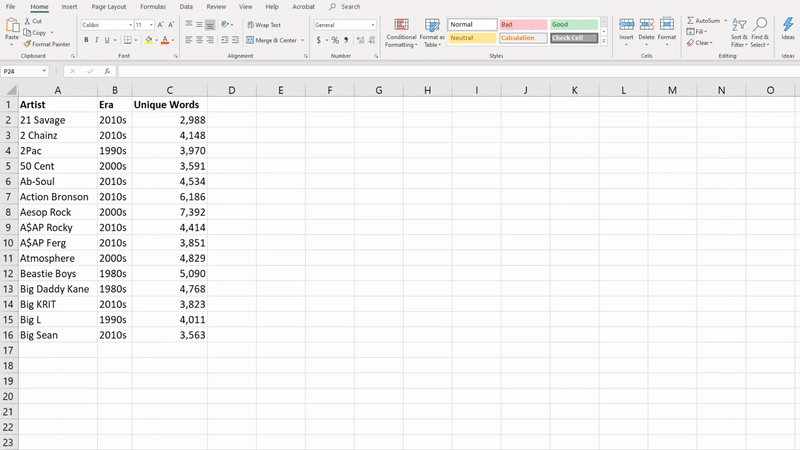 File Home Insert Page Layout Formulas Data Review View Help Acrobat Search
Paste Cut Copy Format Painter Clipboard
Calibri 11 B I U Font
Wrap Text Merge & Center Alignment
General $ % Number
Conditional Formatting Format as Table Normal Bad Good Neutral Calculation Check Cell Styles
Insert Delete Format Cells
AutoSum Fill Clear Sort & Filter Find & Select Editing
Ideas Ideas
P24 fx
A B C D E F G H I J K L M N O
1 Artist Era Unique Words
2 21 Savage 2010s 2,988
3 2 Chainz 2010s 4,148
4 2Pac 1990s 3,970
5 50 Cent 2000s 3,591
6 Ab-Soul 2010s 4,534
7 Action Bronson 2010s 6,186
8 Aesop Rock 2000s 7,392
9 A$AP Rocky 2010s 4,414
10 A$AP Ferg 2010s 3,851
11 Atmosphere 2000s 4,829
12 Beastie Boys 1980s 5,090
13 Big Daddy Kane 1980s 4,768
14 Big KRIT 2010s 3,823
15 Big L 1990s 4,011
16 Big Sean 2010s 3,563
17
18
19
20
21
22
23